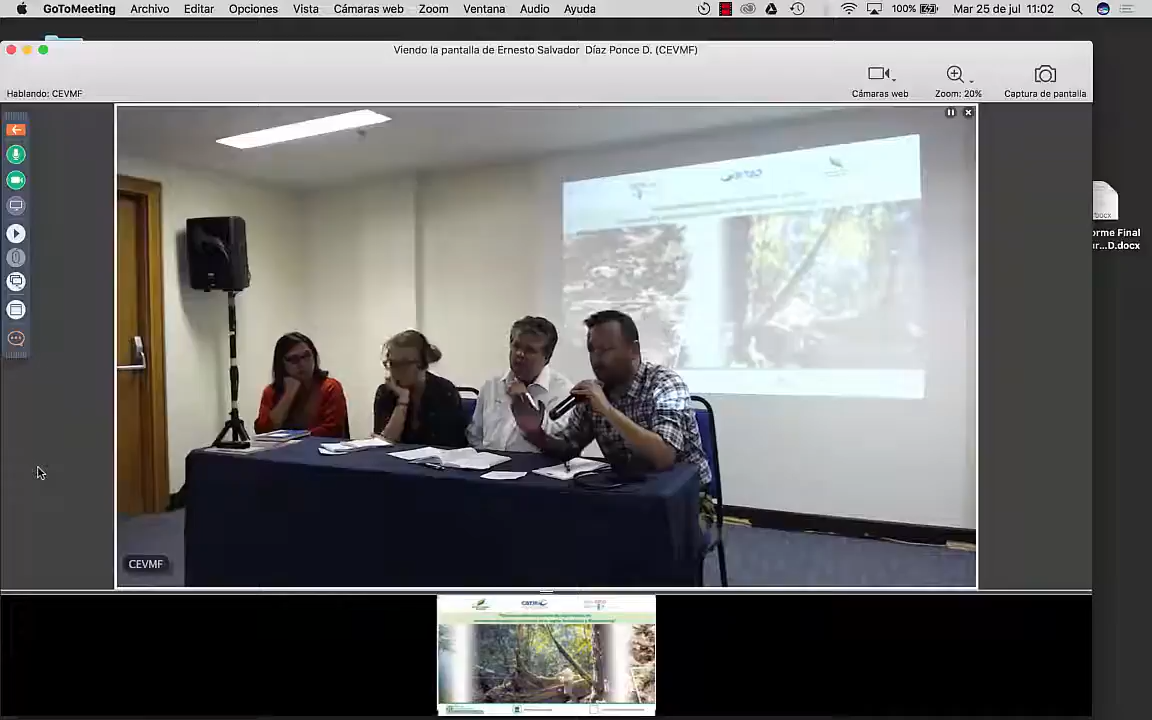 GoToMeeting Archivo Editar Opciones Vista Cámaras web Zoom Ventana Audio Ayuda 100% Mar 25 de jul 11:02
Viendo la pantalla de Ernesto Salvador Díaz Ponce D. (CEVMF)
Hablando: CEVMF
Cámaras web
Zoom: 20%
Captura de pantalla
CEVMF
orme Final
D.docx